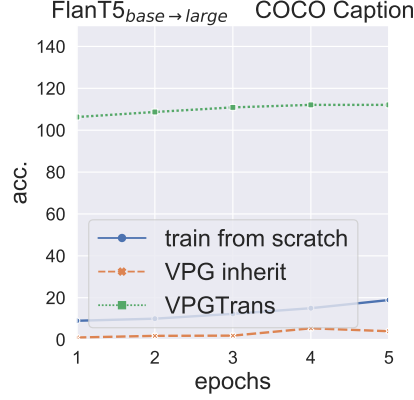 FlanT5base→large COCO Caption
140
120
100
80
60
40
20
0
acc.
train from scratch
VPG inherit
VPGTrans
1 2 3 4 5
epochs